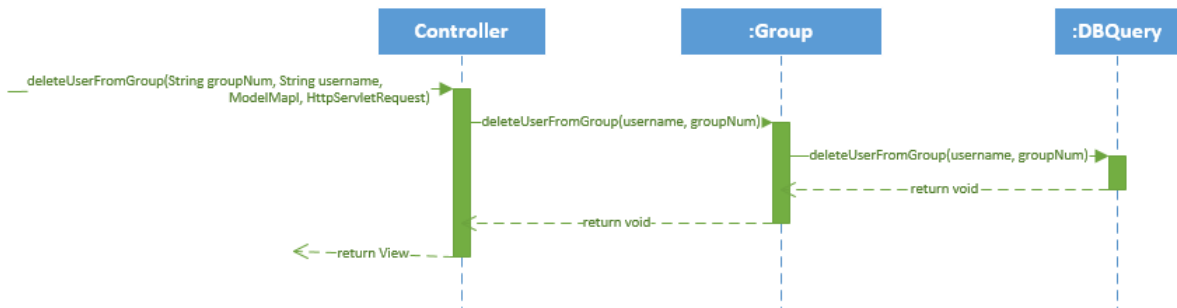 Controller
:Group
:DBQuery
deleteUserFromGroup(String groupNum, String username,
ModelMapl, HttpServletRequest)
deleteUserFromGroup(username, groupNum)
deleteUserFromGroup(username, groupNum)
return void
return void
return View